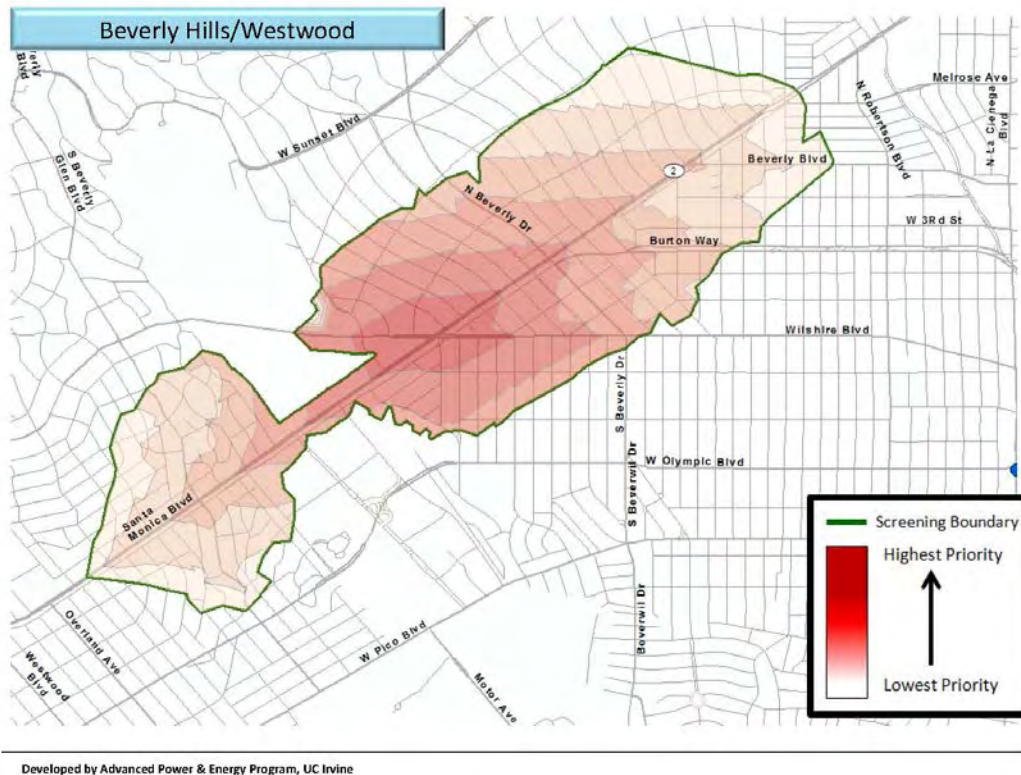 Beverly Hills/Westwood
Beverly
Blvd
W Sunset Blvd
S Beverly
Glen Blvd
Melrose Ave
N Robertson Blvd
N La Cienega
Blvd
Beverly Blvd
2
N Beverly Dr
W 3Rd St
Burton Way
Wilshire Blvd
S Beverly Dr
W Olympic Blvd
S Beverwil Dr
Santa
Monica Blvd
Beverwil Dr
Overland Ave
Westwood
Blvd
W Pico Blvd
Motor Ave
Screening Boundary
Highest Priority
Lowest Priority
Developed by Advanced Power & Energy Program, UC Irvine